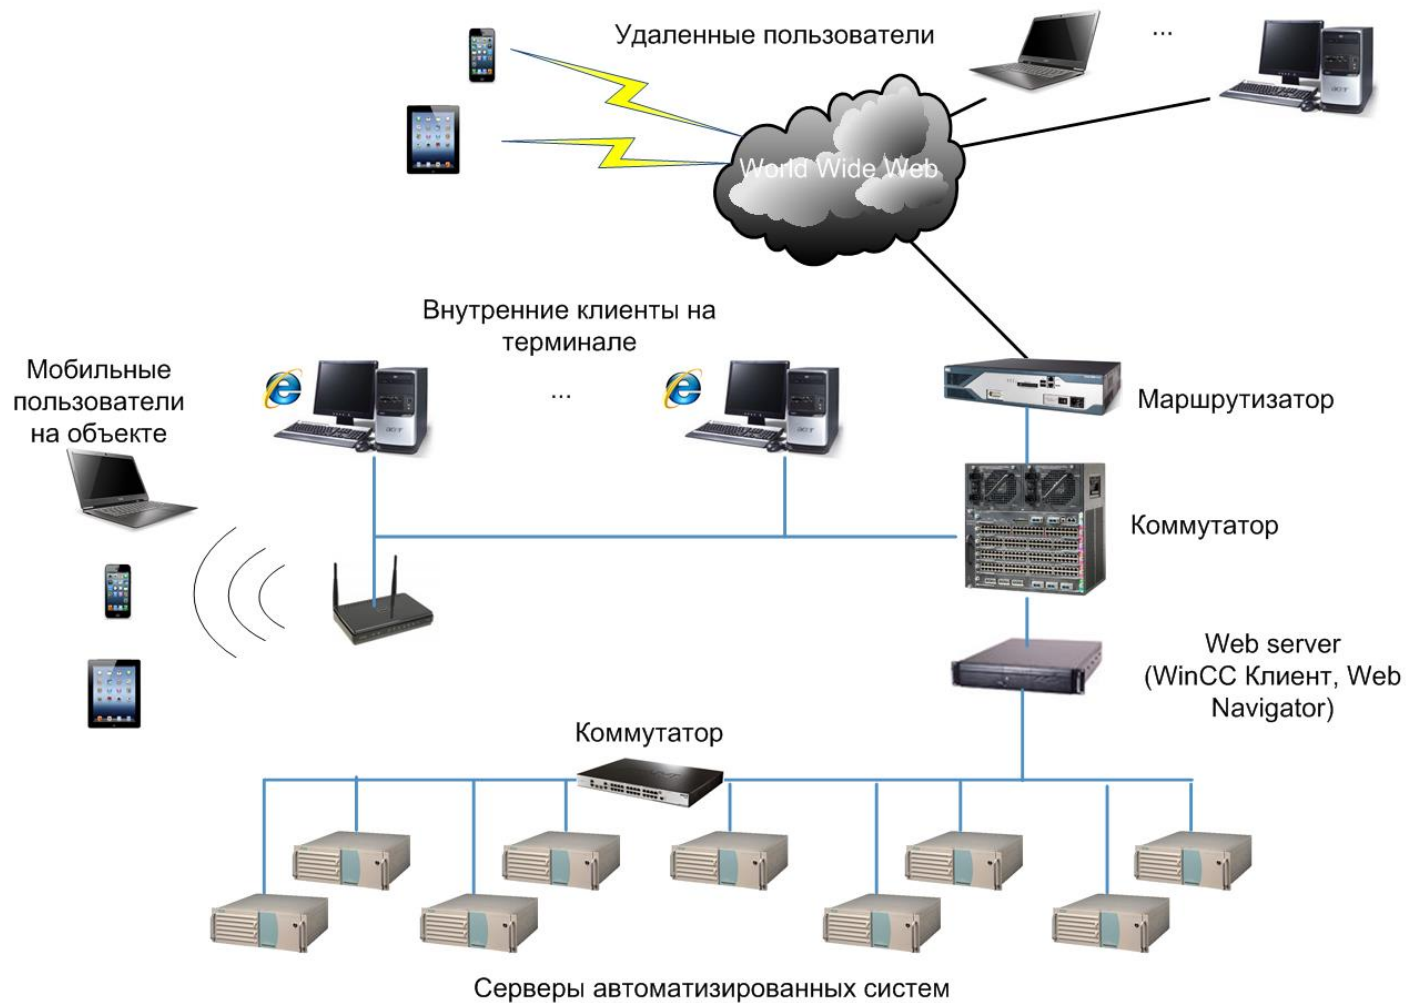 Удаленные пользователи
...
World Wide Web
Внутренние клиенты на
терминале
...
Мобильные
пользователи
на объекте
Маршрутизатор
Коммутатор
Web server
(WinCC Клиент, Web
Navigator)
Коммутатор
Серверы автоматизированных систем